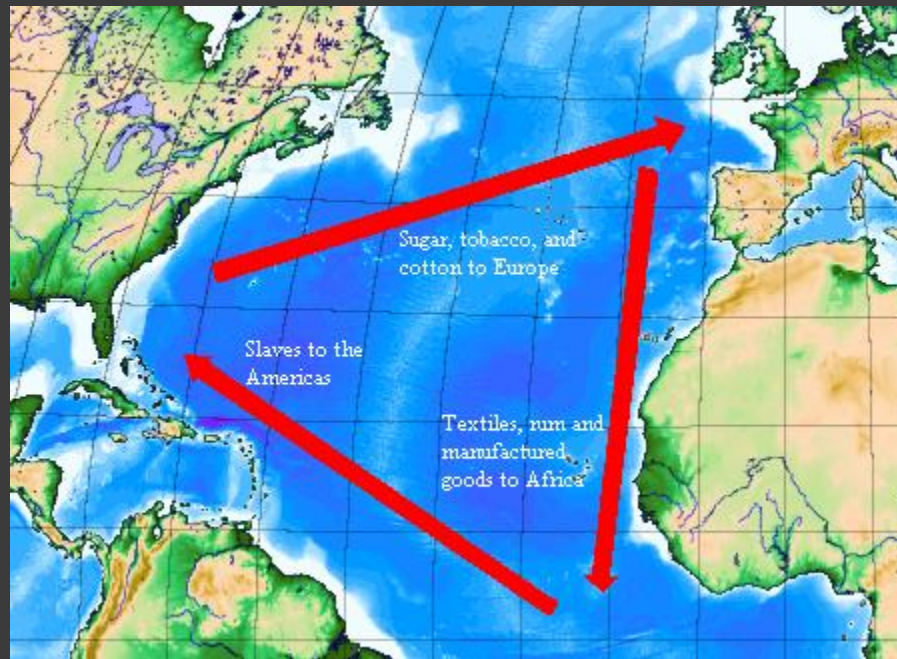 Sugar, tobacco, and
cotton to Europe
Slaves to the
Americas
Textiles, rum and
manufactured
goods to Africa